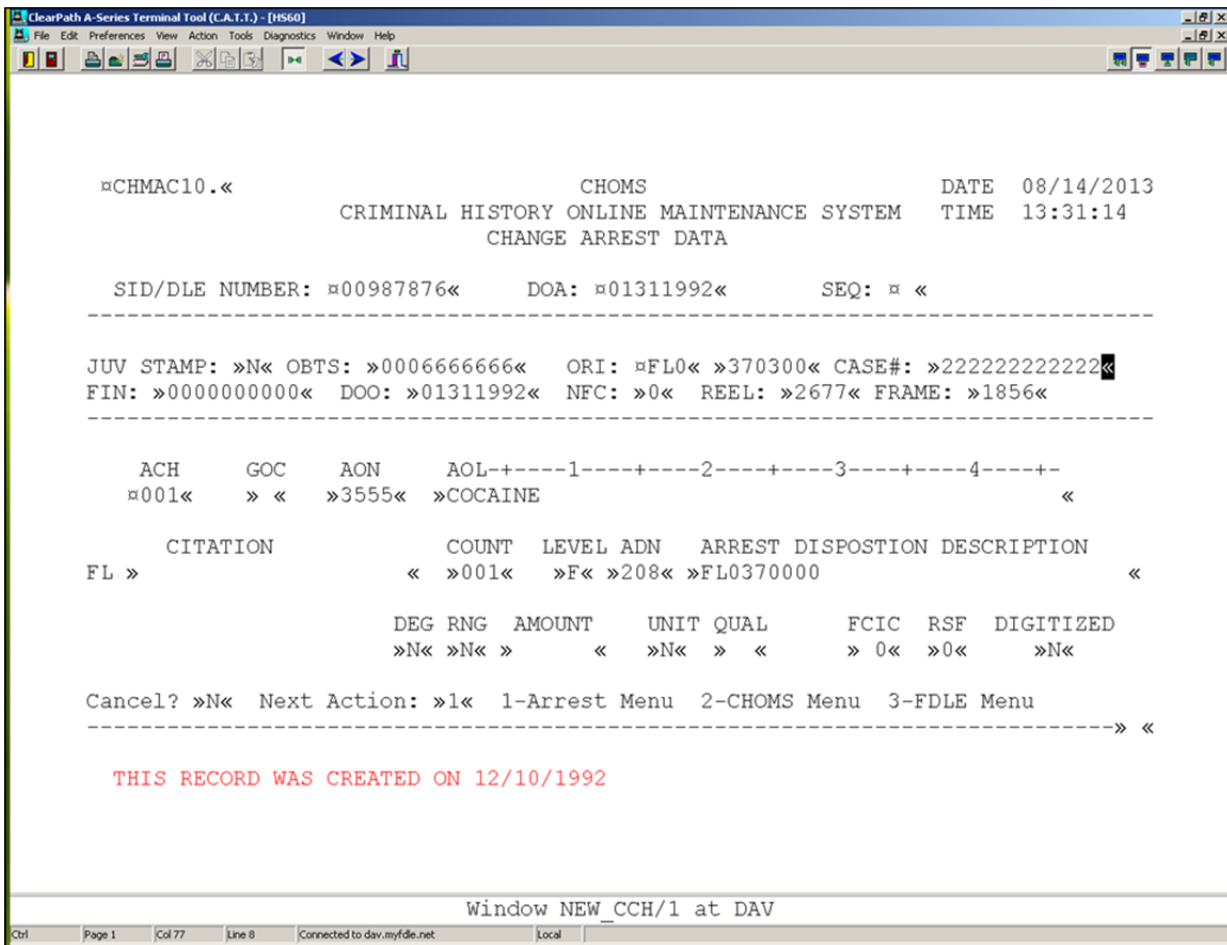 ClearPath A-Series Terminal Tool (C.A.T.T.) - [HS60]
File Edit Preferences View Action Tools Diagnostics Window Help
¤CHMAC10.« CHOMS DATE 08/14/2013
CRIMINAL HISTORY ONLINE MAINTENANCE SYSTEM TIME 13:31:14
CHANGE ARREST DATA
SID/DLE NUMBER: ¤00987876« DOA: ¤01311992« SEQ: ¤ «
--------------------------------------------------------------------------------
JUV STAMP: »N« OBTS: »0006666666« ORI: ¤FL0« »370300« CASE#: »222222222222«
FIN: »0000000000« DOO: »01311992« NFC: »0« REEL: »2677« FRAME: »1856«
--------------------------------------------------------------------------------
ACH GOC AON AOL-+----1----+----2----+----3----+----4----+-
¤001« » « »3555« »COCAINE «
CITATION COUNT LEVEL ADN ARREST DISPOSTION DESCRIPTION
FL » « »001« »F« »208« »FL0370000 «
DEG RNG AMOUNT UNIT QUAL FCIC RSF DIGITIZED
»N« »N« » « »N« » « » 0« »0« »N«
Cancel? »N« Next Action: »1« 1-Arrest Menu 2-CHOMS Menu 3-FDLE Menu
-----------------------------------------------------------------------------» «
THIS RECORD WAS CREATED ON 12/10/1992
Window NEW_CCH/1 at DAV
Ctrl Page 1 Col 77 Line 8 Connected to dav.myfdle.net Local